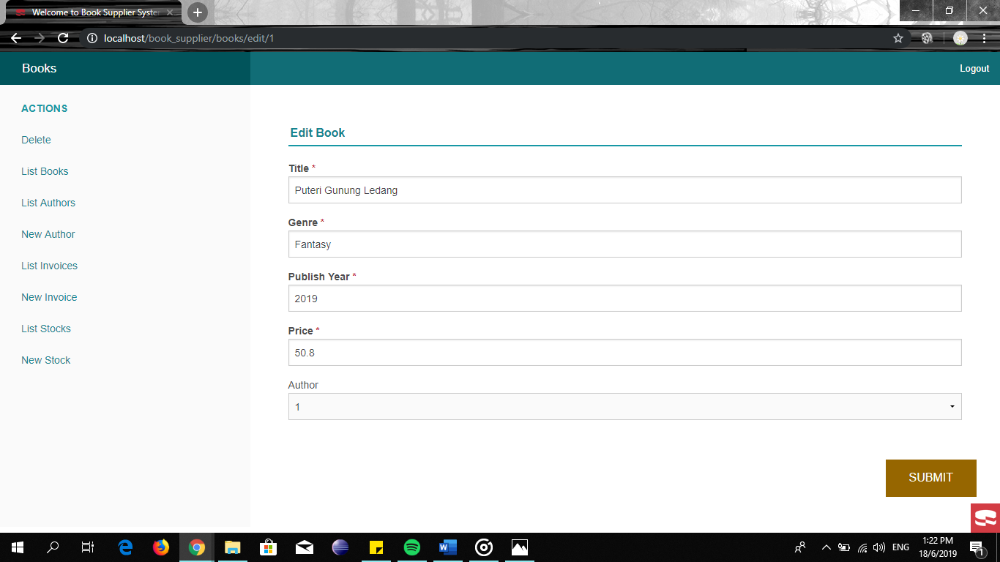 Welcome to Book Supplier Syste
localhost/book_supplier/books/edit/1
Books
Logout
ACTIONS
Delete
List Books
List Authors
New Author
List Invoices
New Invoice
List Stocks
New Stock
Edit Book
Title *
Puteri Gunung Ledang
Genre *
Fantasy
Publish Year *
2019
Price *
50.8
Author
1
SUBMIT
ENG
1:22 PM
18/6/2019
1